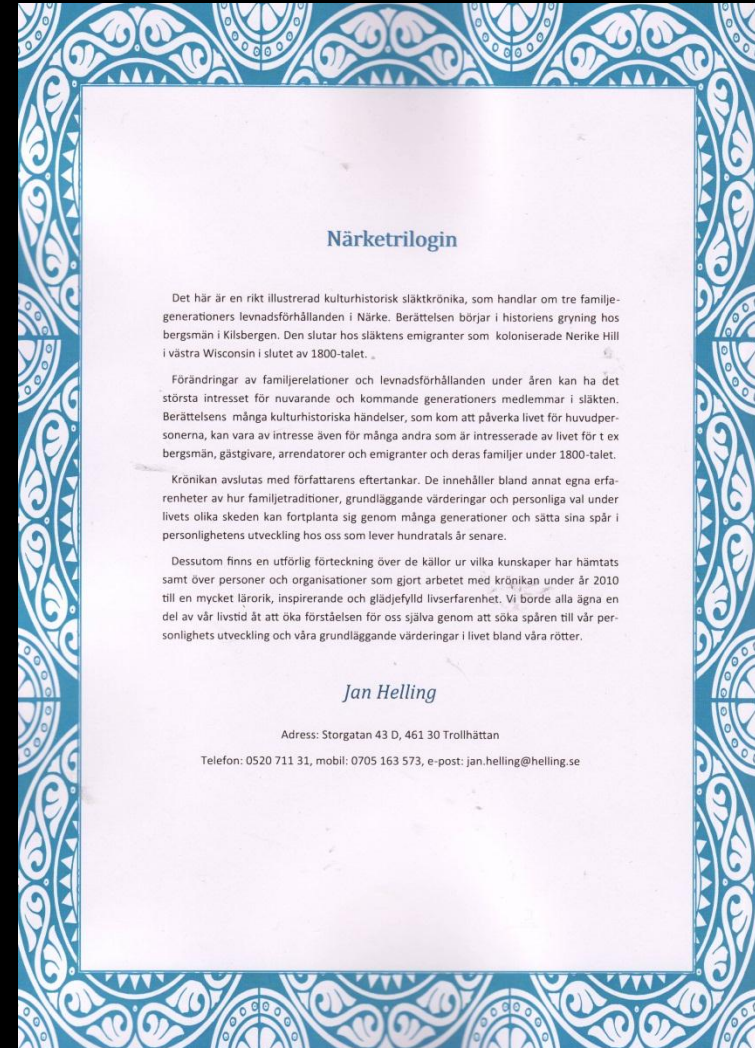 Närketrilogin
Det här är en rikt illustrerad kulturhistorisk släktkrönika, som handlar om tre familje-
generationers levnadsförhållanden i Närke. Berättelsen börjar i historiens gryning hos
bergsmän i Kilsbergen. Den slutar hos släktens emigranter som koloniserade Nerike Hill
i västra Wisconsin i slutet av 1800-talet.
Förändringar av familjerelationer och levnadsförhållanden under åren kan ha det
största intresset för nuvarande och kommande generationers medlemmar i släkten.
Berättelsens många kulturhistoriska händelser, som kom att påverka livet för huvudper-
sonerna, kan vara av intresse även för många andra som är intresserade av livet för t ex
bergsmän, gästgivare, arrendatorer och emigranter och deras familjer under 1800-talet.
Krönikan avslutas med författarens eftertankar. De innehåller bland annat egna erfa-
renheter av hur familjetraditioner, grundläggande värderingar och personliga val under
livets olika skeden kan fortplanta sig genom många generationer och sätta sina spår i
personlighetens utveckling hos oss som lever hundratals år senare.
Dessutom finns en utförlig förteckning över de källor ur vilka kunskaper har hämtats
samt över personer och organisationer som gjort arbetet med krönikan under år 2010
till en mycket lärorik, inspirerande och glädjefylld livserfarenhet. Vi borde alla ägna en
del av vår livstid åt att öka förståelsen för oss själva genom att söka spåren till vår per-
sonlighets utveckling och våra grundläggande värderingar i livet bland våra rötter.
Jan Helling
Adress: Storgatan 43 D, 461 30 Trollhättan
Telefon: 0520 711 31, mobil: 0705 163 573, e-post: jan.helling@helling.se